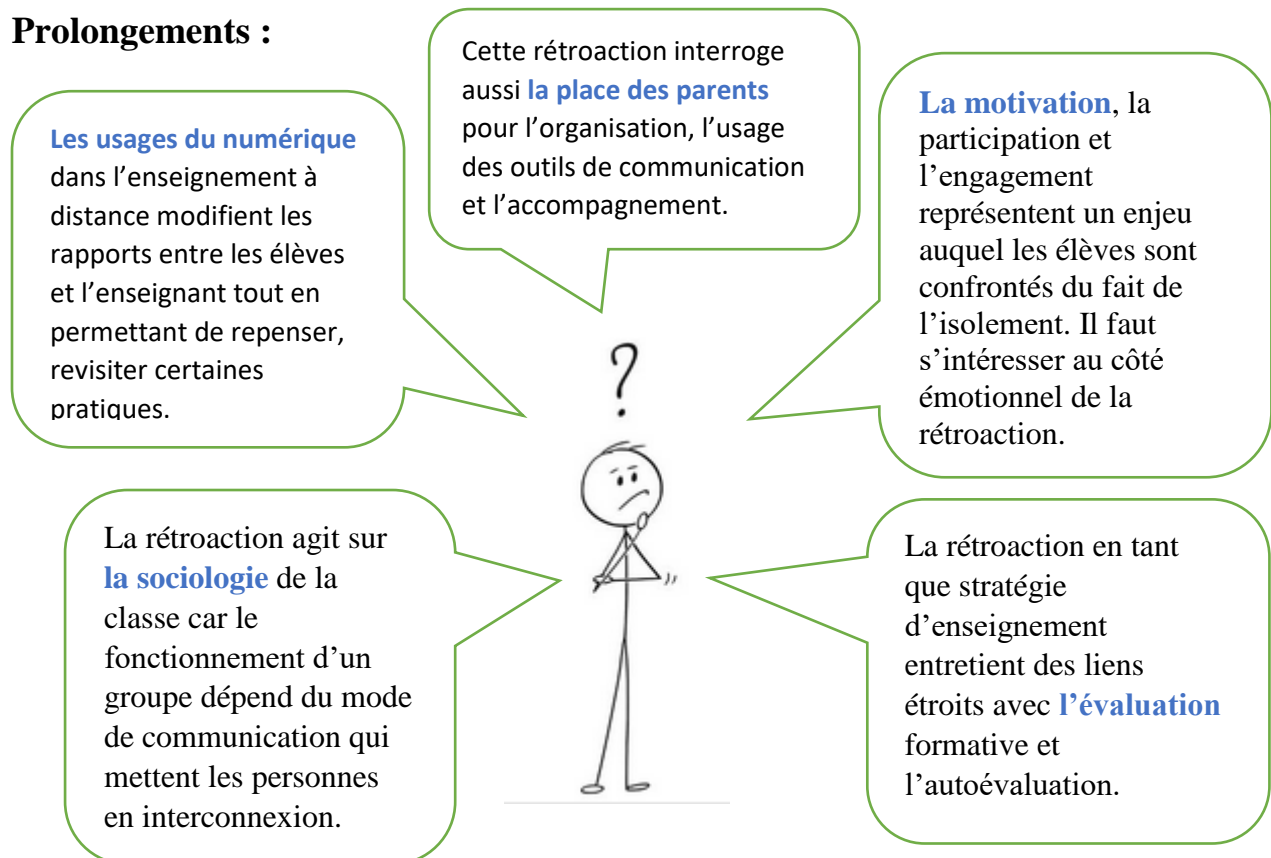 Prolongements :
Les usages du numérique
dans l’enseignement à
distance modifient les
rapports entre les élèves
et l’enseignant tout en
permettant de repenser,
revisiter certaines
pratiques.
Cette rétroaction interroge
aussi la place des parents
pour l’organisation, l’usage
des outils de communication
et l’accompagnement.
La motivation, la
participation et
l’engagement
représentent un enjeu
auquel les élèves sont
confrontés du fait de
l’isolement. Il faut
s’intéresser au côté
émotionnel de la
rétroaction.
?
La rétroaction agit sur
la sociologie de la
classe car le
fonctionnement d’un
groupe dépend du mode
de communication qui
mettent les personnes
en interconnexion.
La rétroaction en tant
que stratégie
d’enseignement
entretient des liens
étroits avec l’évaluation
formative et
l’autoévaluation.